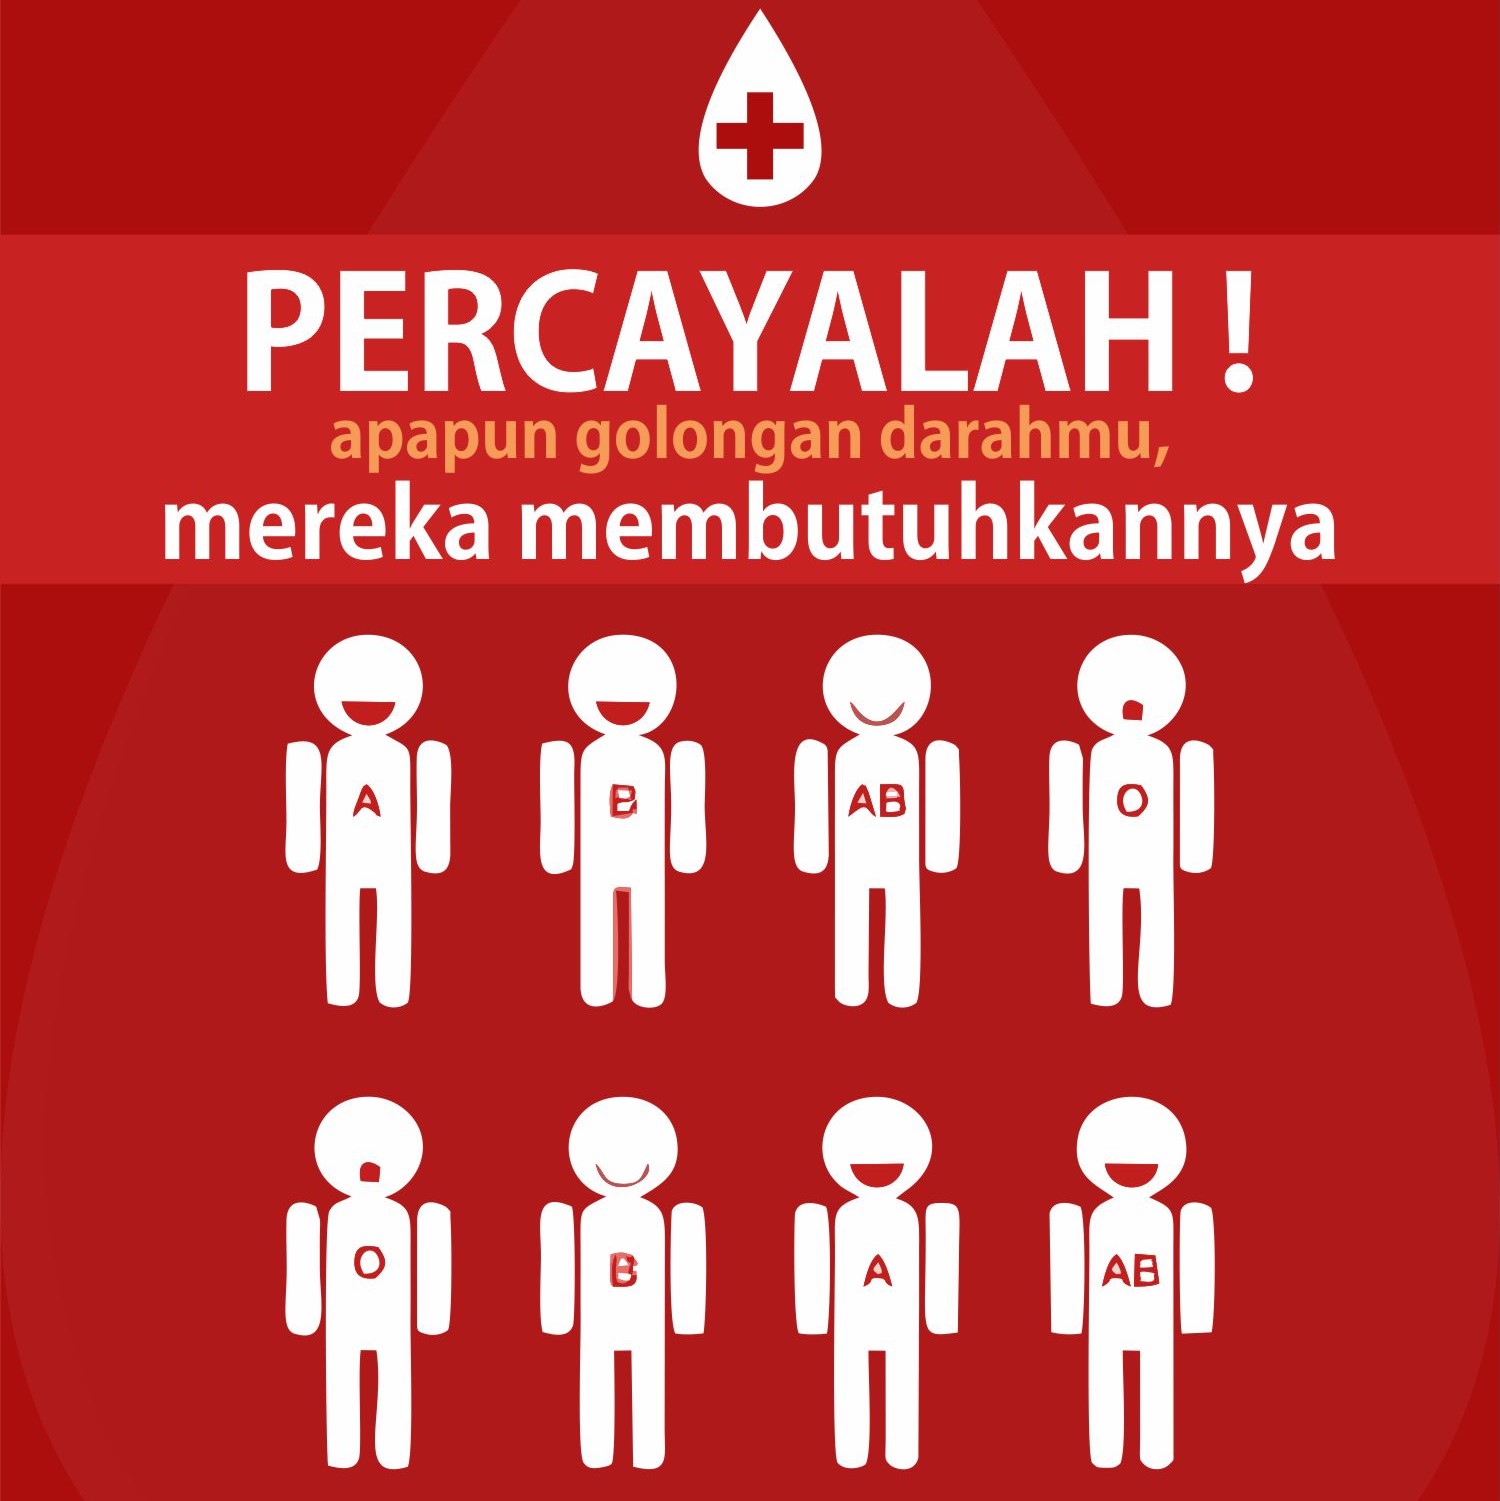 PERCAYALAH !
apapun golongan darahmu,
mereka membutuhkannya
A B AB O
O B A AB